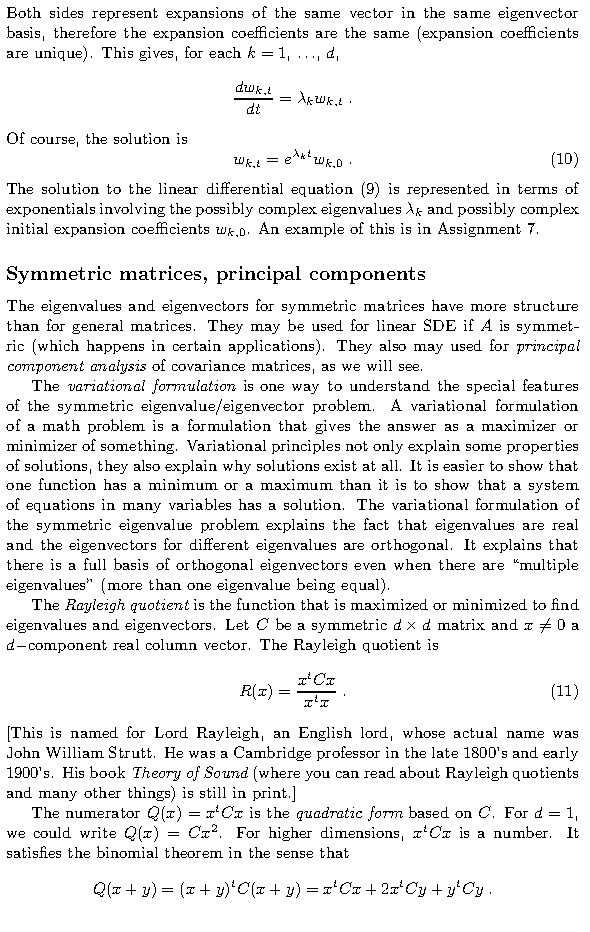 Both sides represent expansions of the same vector in the same eigenvector
basis, therefore the expansion coefficients are the same (expansion coefficients
are unique). This gives, for each k = 1, …, d,
dw_{k,t}/dt = λ_k w_{k,t} .
Of course, the solution is
w_{k,t} = e^{λ_k t} w_{k,0} . (10)
The solution to the linear differential equation (9) is represented in terms of
exponentials involving the possibly complex eigenvalues λ_k and possibly complex
initial expansion coefficients w_{k,0}. An example of this is in Assignment 7.
Symmetric matrices, principal components
The eigenvalues and eigenvectors for symmetric matrices have more structure
than for general matrices. They may be used for linear SDE if A is symmet-
ric (which happens in certain applications). They also may used for principal
component analysis of covariance matrices, as we will see.
The variational formulation is one way to understand the special features
of the symmetric eigenvalue/eigenvector problem. A variational formulation
of a math problem is a formulation that gives the answer as a maximizer or
minimizer of something. Variational principles not only explain some properties
of solutions, they also explain why solutions exist at all. It is easier to show that
one function has a minimum or a maximum than it is to show that a system
of equations in many variables has a solution. The variational formulation of
the symmetric eigenvalue problem explains the fact that eigenvalues are real
and the eigenvectors for different eigenvalues are orthogonal. It explains that
there is a full basis of orthogonal eigenvectors even when there are “multiple
eigenvalues” (more than one eigenvalue being equal).
The Rayleigh quotient is the function that is maximized or minimized to find
eigenvalues and eigenvectors. Let C be a symmetric d × d matrix and x ≠ 0 a
d−component real column vector. The Rayleigh quotient is
R(x) = x^t Cx / x^t x . (11)
[This is named for Lord Rayleigh, an English lord, whose actual name was
John William Strutt. He was a Cambridge professor in the late 1800's and early
1900's. His book Theory of Sound (where you can read about Rayleigh quotients
and many other things) is still in print.]
The numerator Q(x) = x^t Cx is the quadratic form based on C. For d = 1,
we could write Q(x) = Cx^2. For higher dimensions, x^t Cx is a number. It
satisfies the binomial theorem in the sense that
Q(x + y) = (x + y)^t C(x + y) = x^t Cx + 2x^t Cy + y^t Cy .